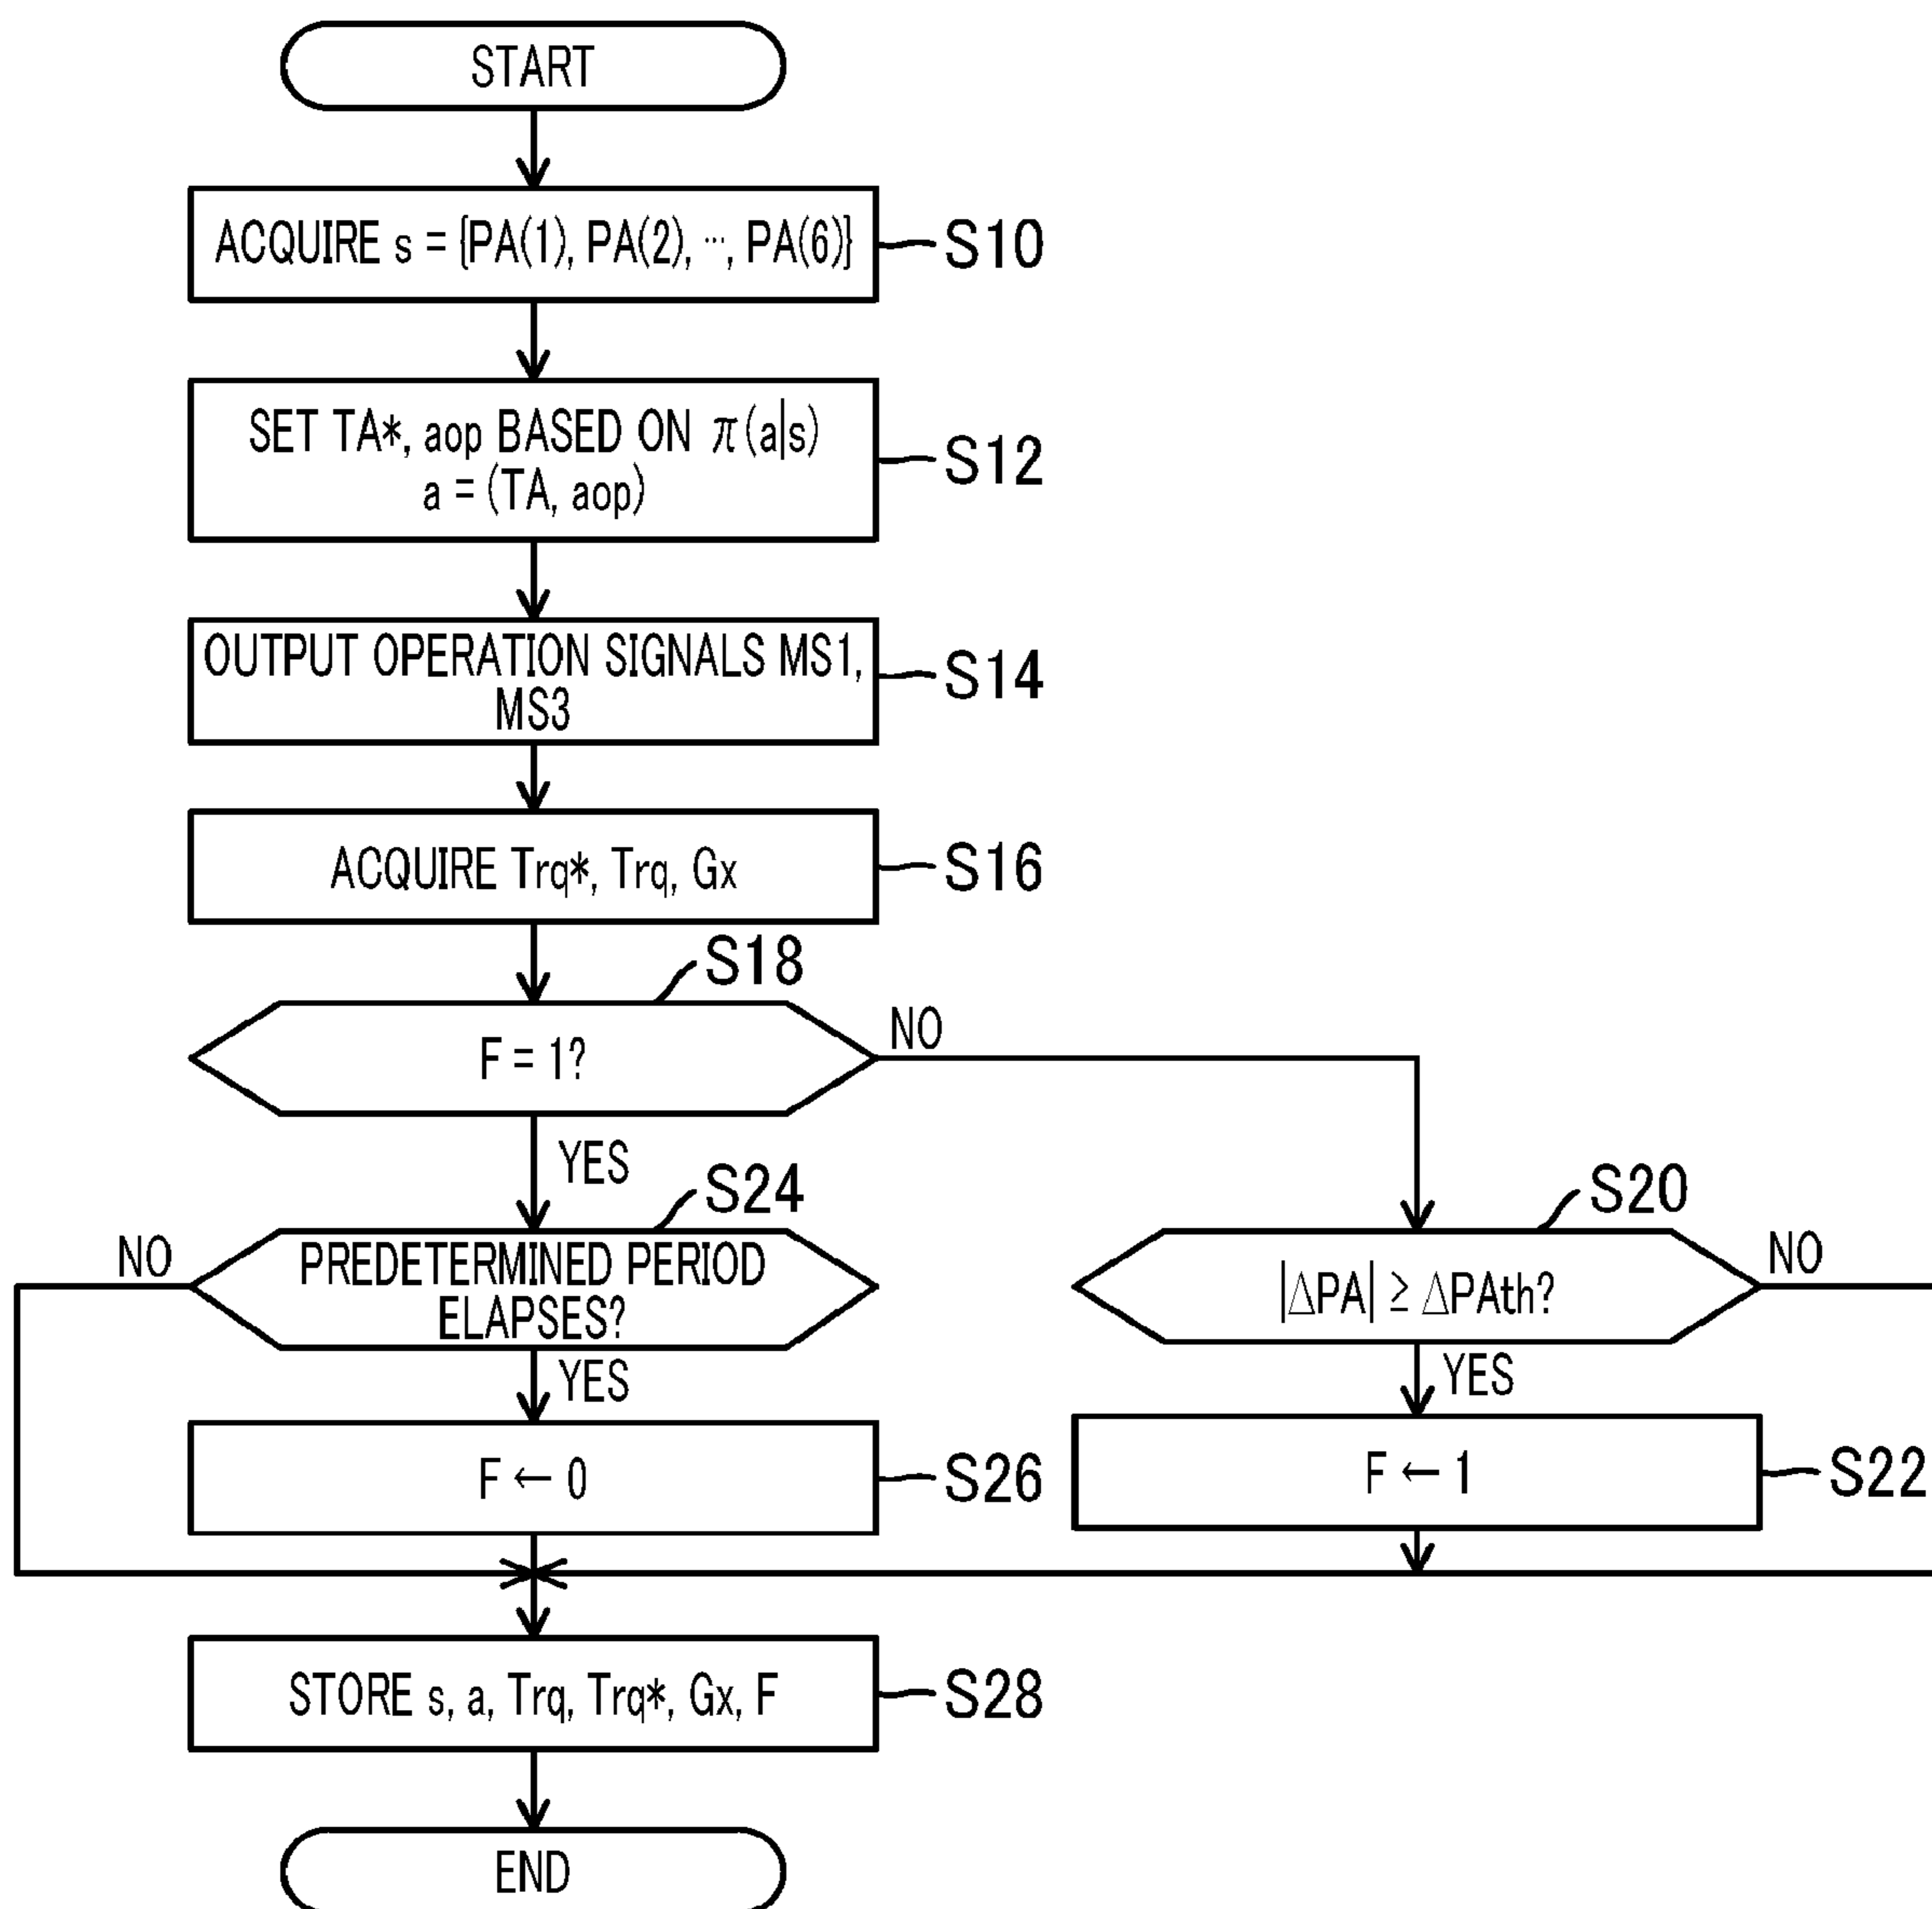 START
ACQUIRE s = {PA(1), PA(2), ···, PA(6)}
S10
SET TA*, aop BASED ON π(a|s)
a = (TA, aop)
S12
OUTPUT OPERATION SIGNALS MS1,
MS3
S14
ACQUIRE Trq*, Trq, Gx
S16
S18
F = 1?
NO
YES
S24
S20
NO
PREDETERMINED PERIOD
ELAPSES?
|ΔPA| ≥ ΔPAth?
NO
YES
YES
F ← 0
S26
F ← 1
S22
STORE s, a, Trq, Trq*, Gx, F
S28
END